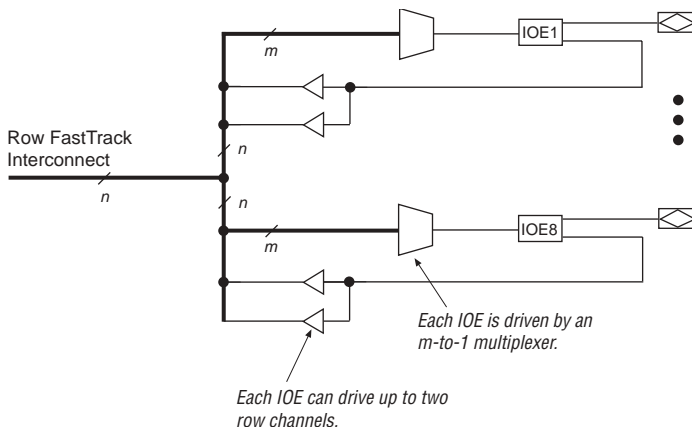 m
IOE1
Row FastTrack
Interconnect
n
n
n
m
IOE8
Each IOE is driven by an
m-to-1 multiplexer.
Each IOE can drive up to two
row channels.